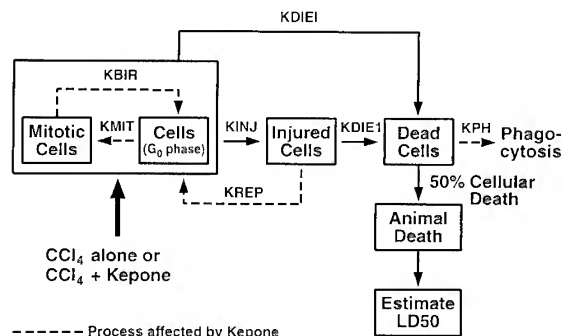 KDIEI
KBIR
Mitotic
Cells
KMIT
Cells
(G₀ phase)
KINJ
Injured
Cells
KDIE1
Dead
Cells
KPH
Phago-
cytosis
KREP
50% Cellular
Death
Animal
Death
CCl₄ alone or
CCl₄ + Kepone
Estimate
LD50
Process affected by Kepone